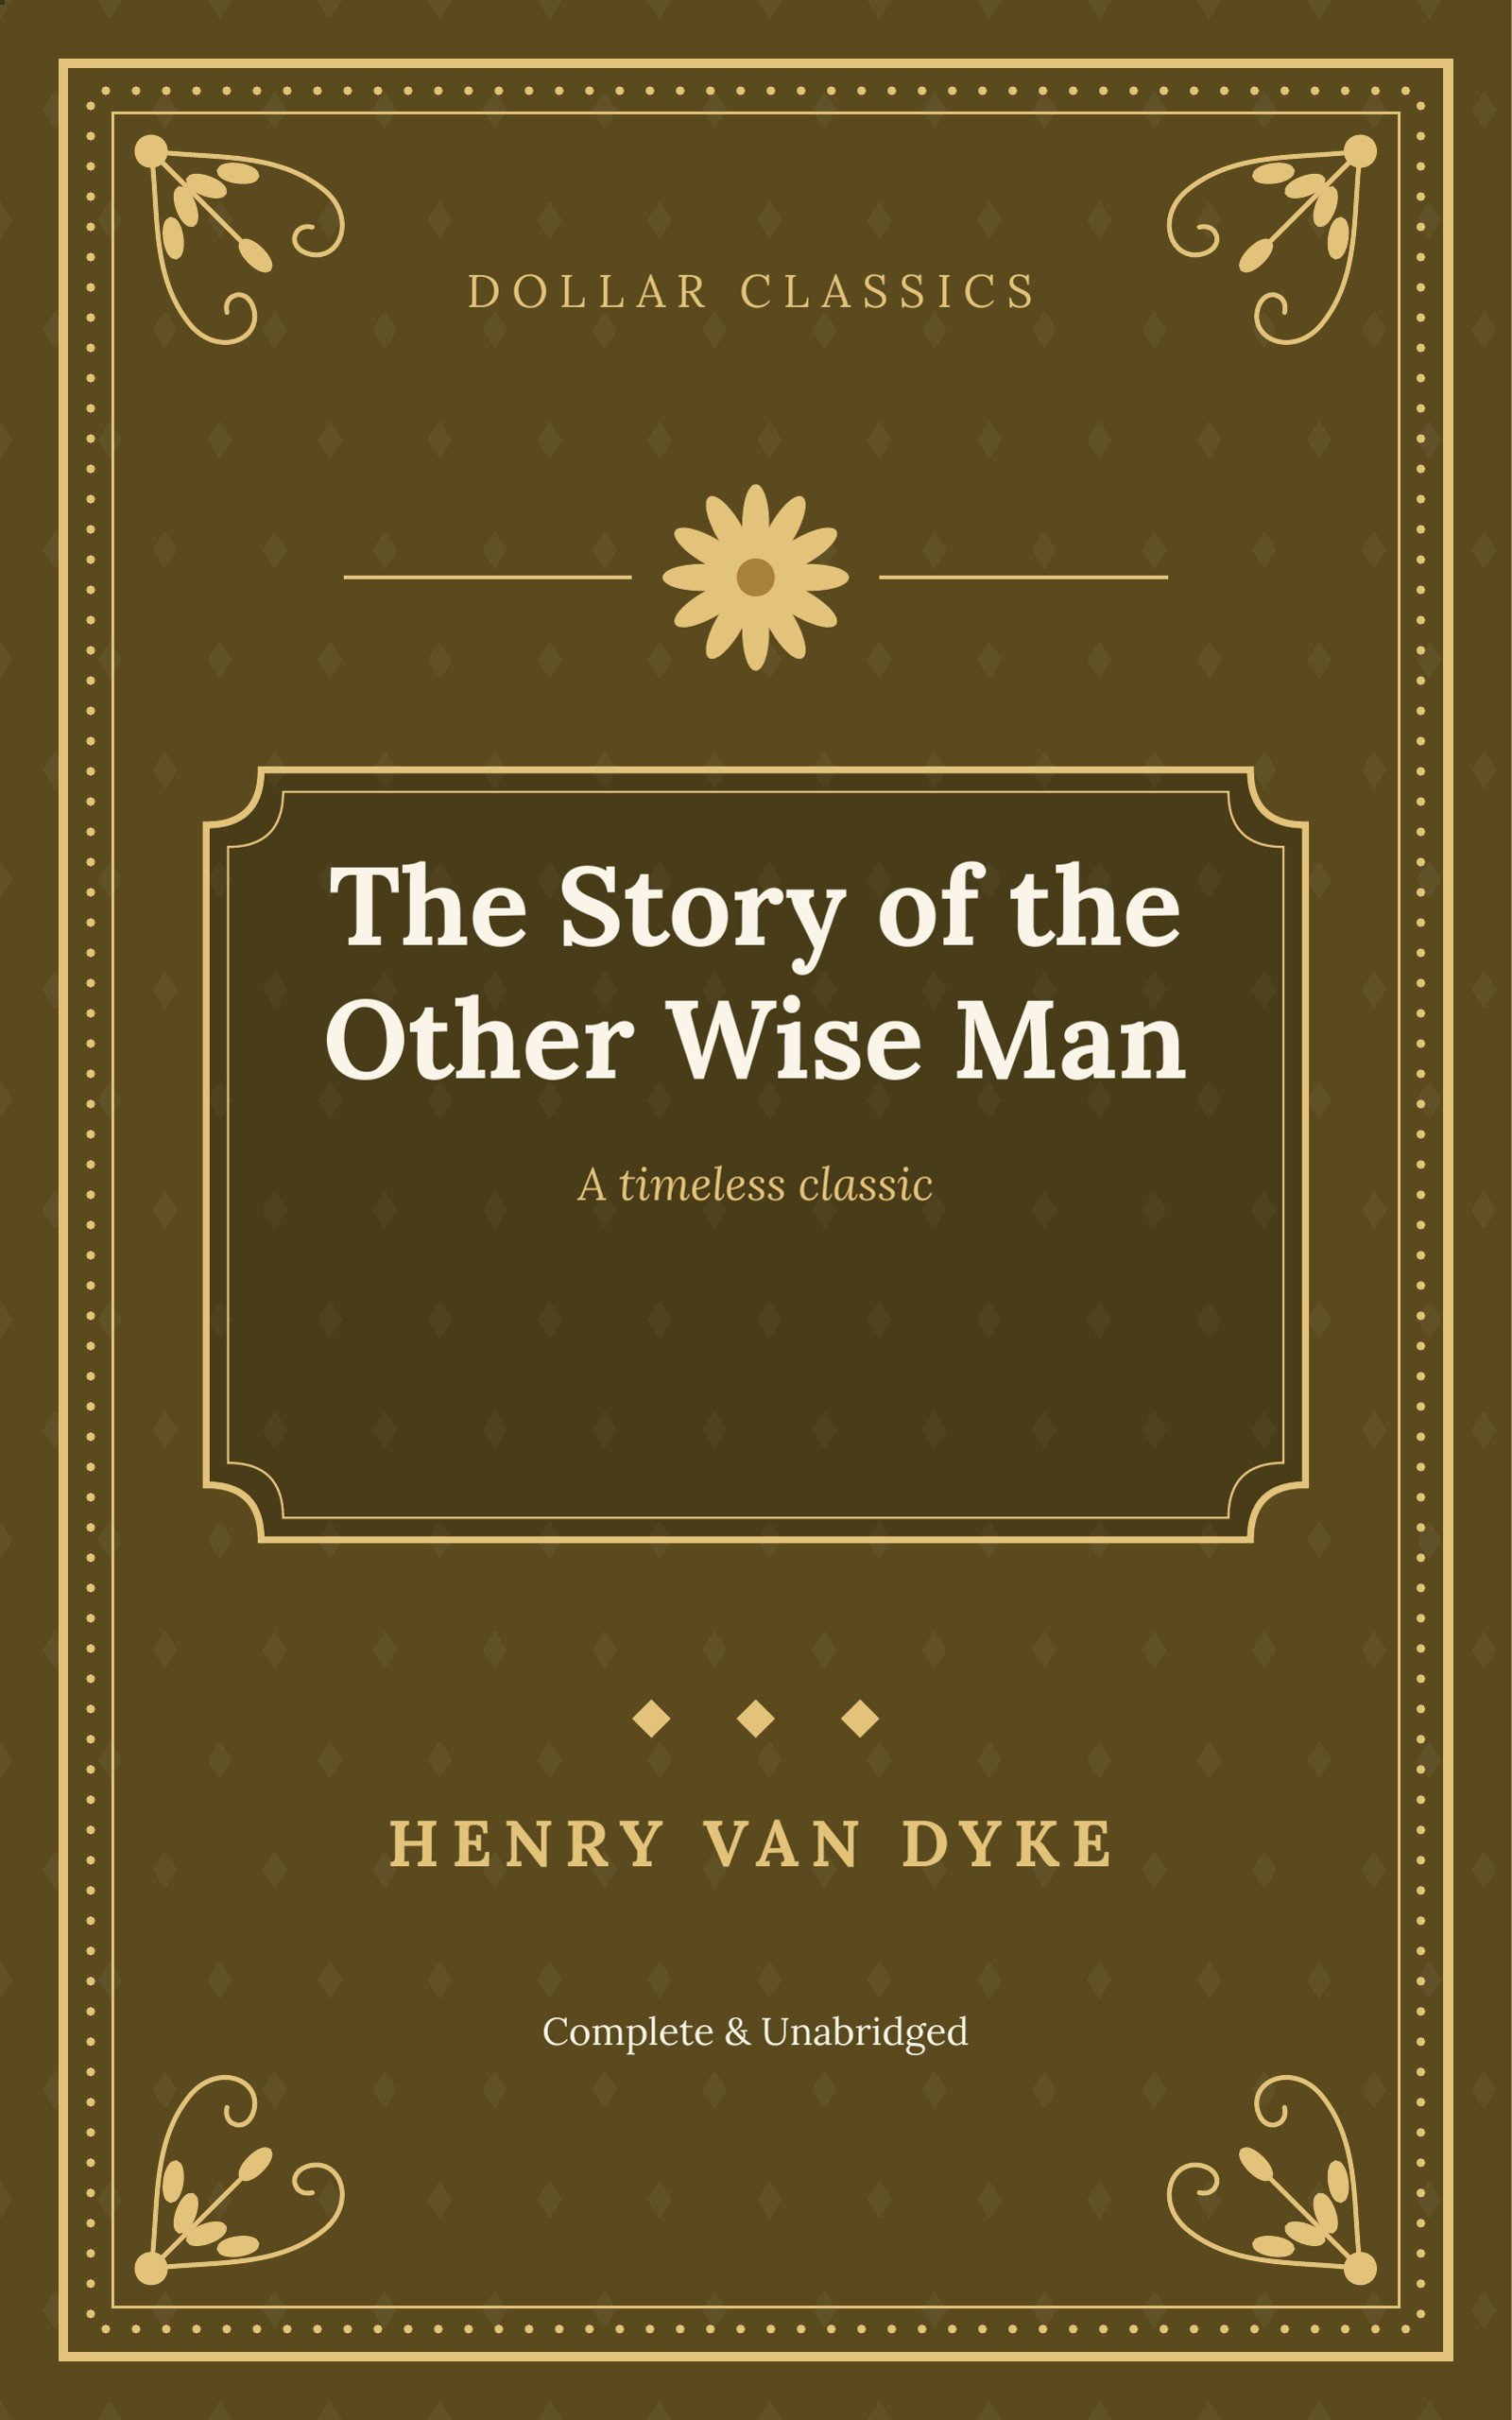 DOLLAR CLASSICS
The Story of the
Other Wise Man
A timeless classic
HENRY VAN DYKE
Complete & Unabridged